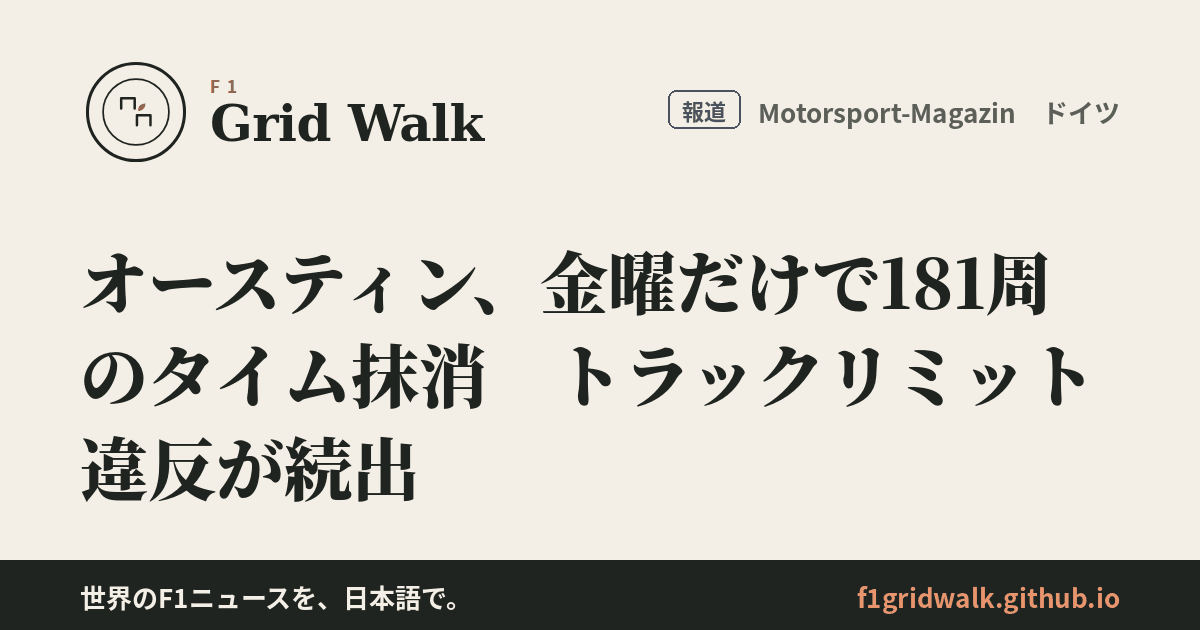 F1
Grid Walk
報道 Motorsport-Magazin ドイツ
オースティン、金曜だけで181周
のタイム抹消　トラックリミット
違反が続出
世界のF1ニュースを、日本語で。
f1gridwalk.github.io